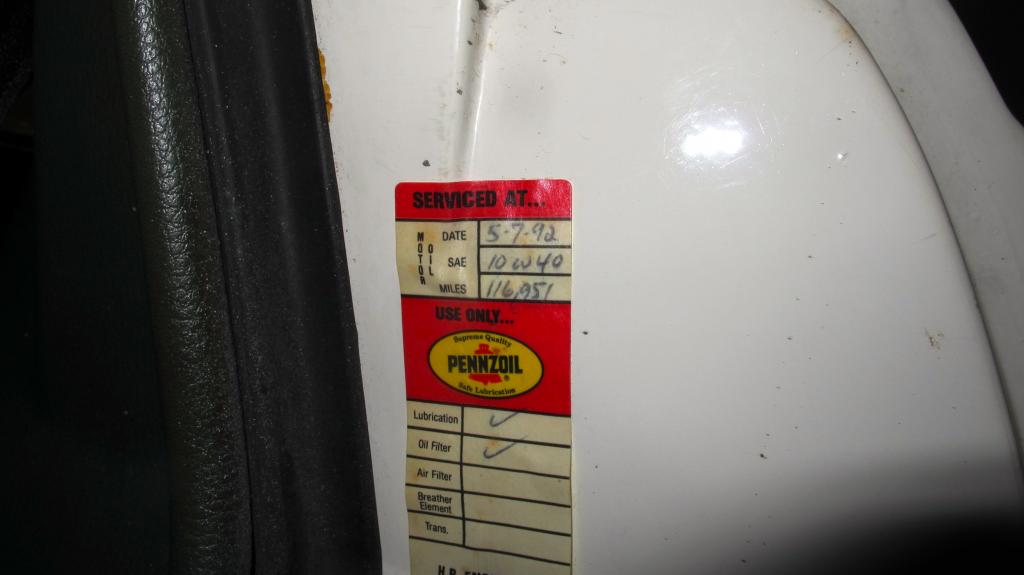 SERVICED AT...
MOTOR OIL
DATE 5-7-92
SAE 10W40
MILES 116,951
USE ONLY...
Supreme Quality
PENNZOIL®
Safe Lubrication
Lubrication ✓
Oil Filter ✓
Air Filter
Breather
Element
Trans.